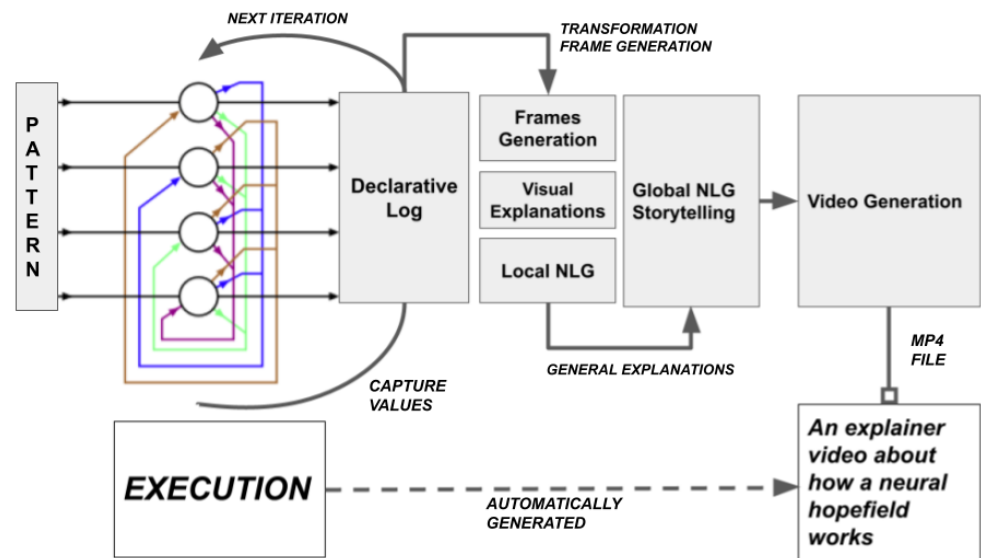 NEXT ITERATION
TRANSFORMATION
FRAME GENERATION
PATTERN
Declarative
Log
Frames
Generation
Visual
Explanations
Local NLG
Global NLG
Storytelling
Video Generation
GENERAL EXPLANATIONS
CAPTURE
VALUES
MP4
FILE
EXECUTION
AUTOMATICALLY
GENERATED
An explainer
video about
how a neural
hopefield
works